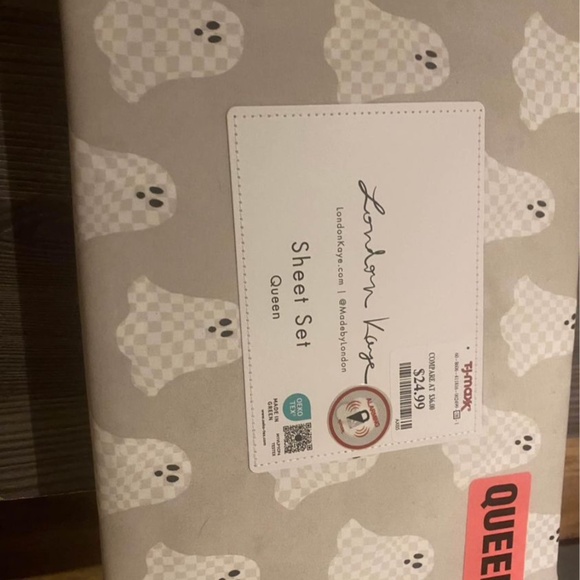 London Kaye
LondonKaye.com | @MadebyLondon
Sheet Set
Queen
T.J.maxx
COMPARE AT
$24.99
ALARMED
OEKO
TEX
MADE IN
GREEN
QUEE